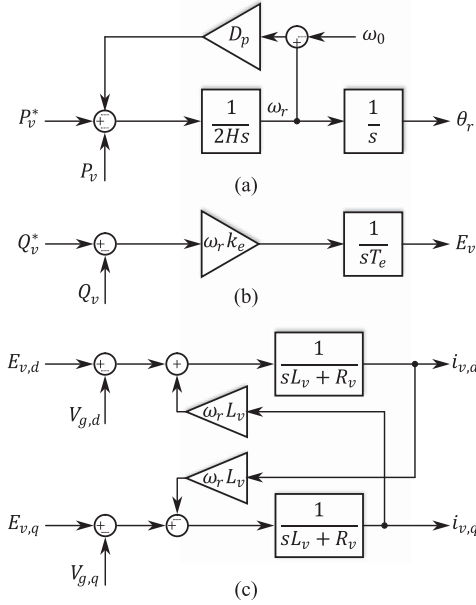 D_p
ω_0
P_v^*
1
2Hs
ω_r
1
s
θ_r
P_v
(a)
Q_v^*
ω_r k_e
1
sT_e
E_v
Q_v
(b)
E_{v,d}
1
sL_v + R_v
i_{v,d}
V_{g,d}
ω_r L_v
ω_r L_v
E_{v,q}
1
sL_v + R_v
i_{v,q}
V_{g,q}
(c)